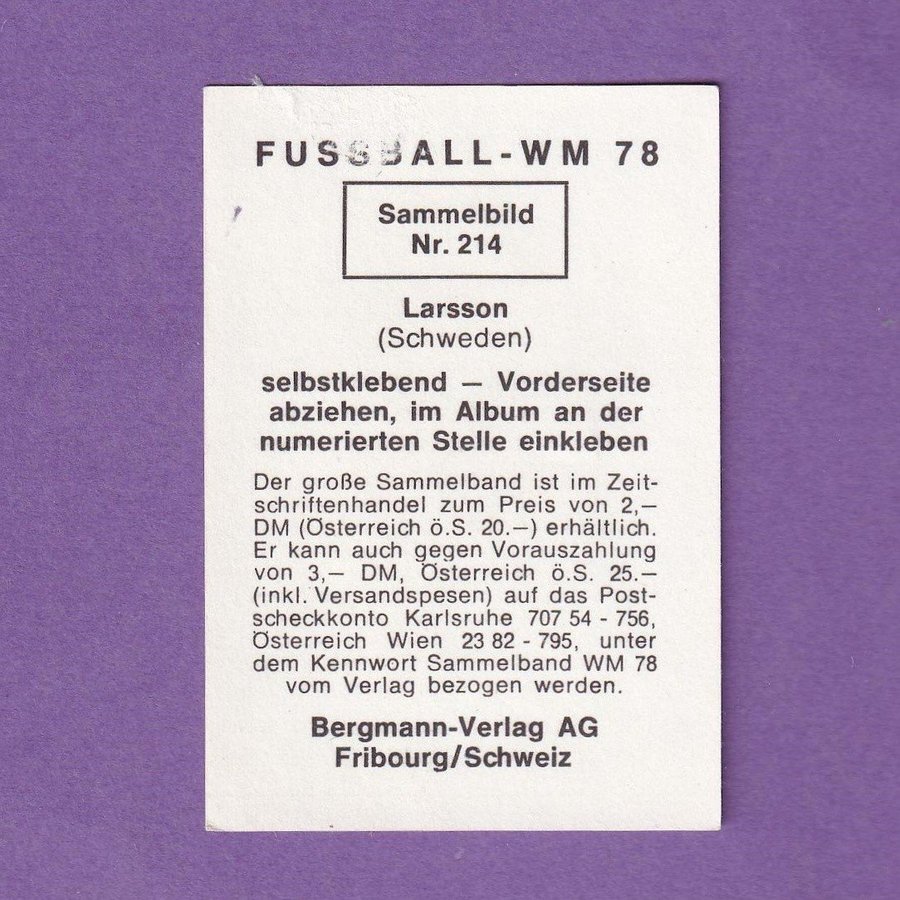 FUSSBALL-WM 78
Sammelbild
Nr. 214
Larsson
(Schweden)
selbstklebend — Vorderseite
abziehen, im Album an der
numerierten Stelle einkleben
Der große Sammelband ist im Zeit-
schriftenhandel zum Preis von 2,—
DM (Österreich ö.S. 20.—) erhältlich.
Er kann auch gegen Vorauszahlung
von 3,— DM, Österreich ö.S. 25.—
(inkl. Versandspesen) auf das Post-
scheckkonto Karlsruhe 707 54 - 756,
Österreich Wien 23 82 - 795, unter
dem Kennwort Sammelband WM 78
vom Verlag bezogen werden.
Bergmann-Verlag AG
Fribourg/Schweiz